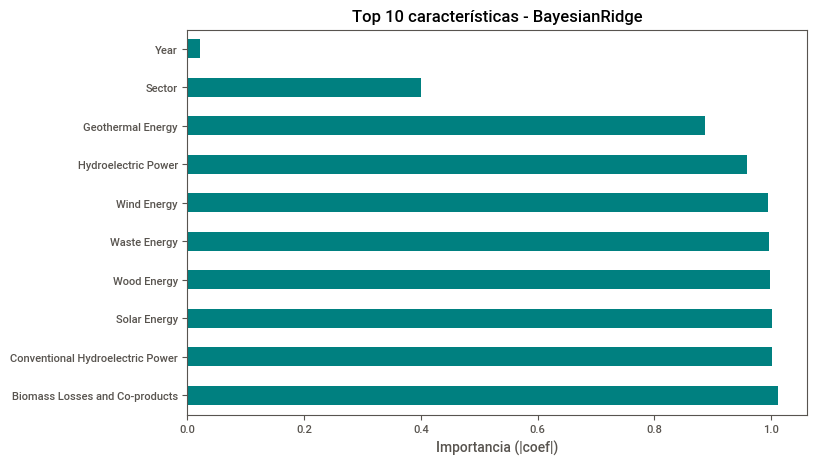 Top 10 características - BayesianRidge
Year
Sector
Geothermal Energy
Hydroelectric Power
Wind Energy
Waste Energy
Wood Energy
Solar Energy
Conventional Hydroelectric Power
Biomass Losses and Co-products
0.0 0.2 0.4 0.6 0.8 1.0
Importancia (|coef|)